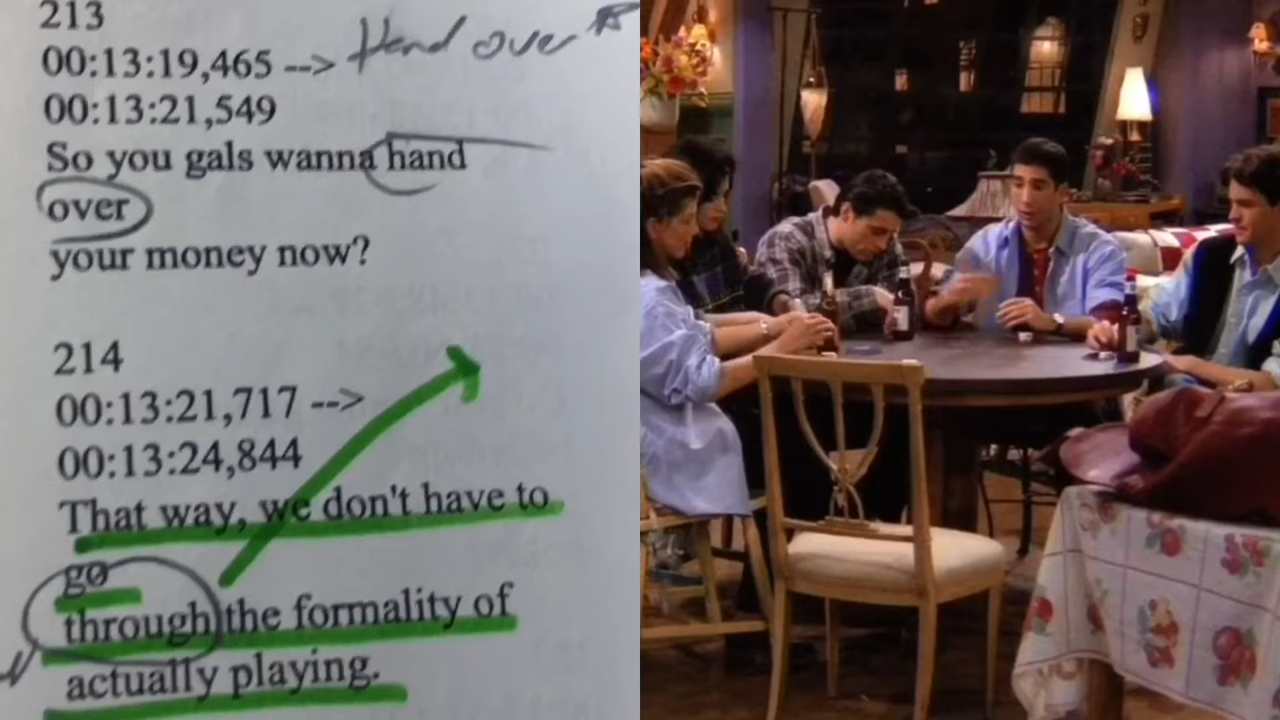 213
Hand over
00:13:19,465 -->
00:13:21,549
So you gals wanna hand
over
your money now?
214
00:13:21,717 -->
00:13:24,844
That way, we don't have to
go
through the formality of
actually playing.